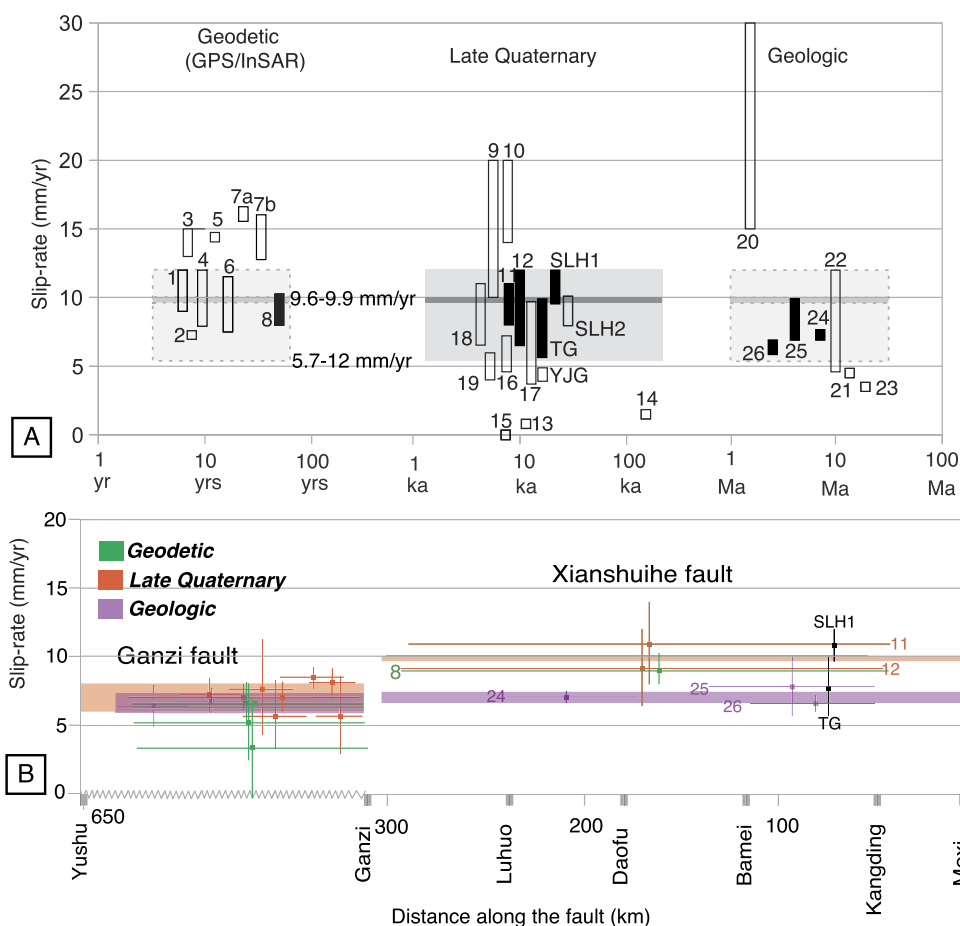 30
25
20
15
10
5
0
Slip-rate (mm/yr)
Geodetic
(GPS/InSAR)
Late Quaternary
Geologic
9
10
7a
7b
3
5
20
1
4
6
11
12
SLH1
22
8
9.6-9.9 mm/yr
2
18
SLH2
24
26
25
TG
5.7-12 mm/yr
19
16
17
YJG
21
23
15
13
14
A
1
yr
10
yrs
100
yrs
1
ka
10
ka
100
ka
1
Ma
10
Ma
100
Ma
20
15
10
5
0
Slip-rate (mm/yr)
Geodetic
Late Quaternary
Geologic
Ganzi fault
Xianshuihe fault
SLH1
11
8
12
24
25
26
TG
B
650
300
200
100
Yushu
Ganzi
Luhuo
Daofu
Bamei
Kangding
Distance along the fault (km)